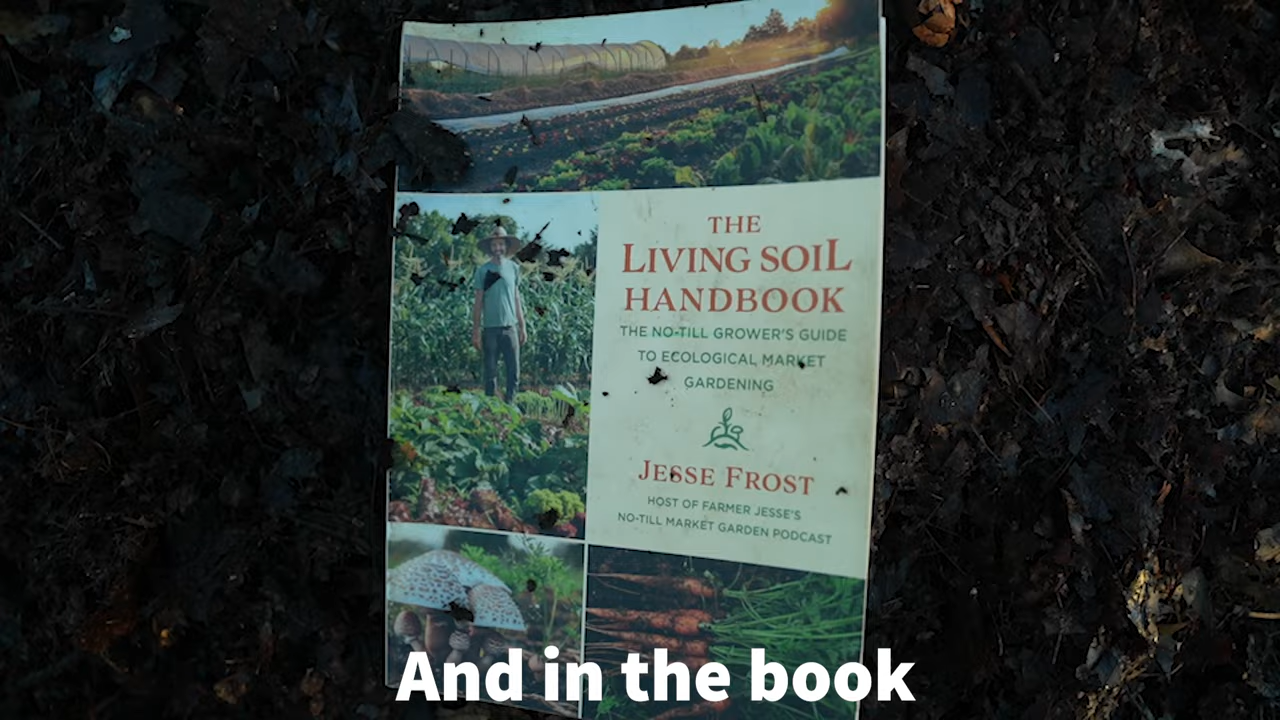 THE
LIVING SOIL
HANDBOOK
THE NO-TILL GROWER'S GUIDE
TO ECOLOGICAL MARKET
GARDENING
JESSE FROST
HOST OF FARMER JESSE'S
NO-TILL MARKET GARDEN PODCAST
And in the book